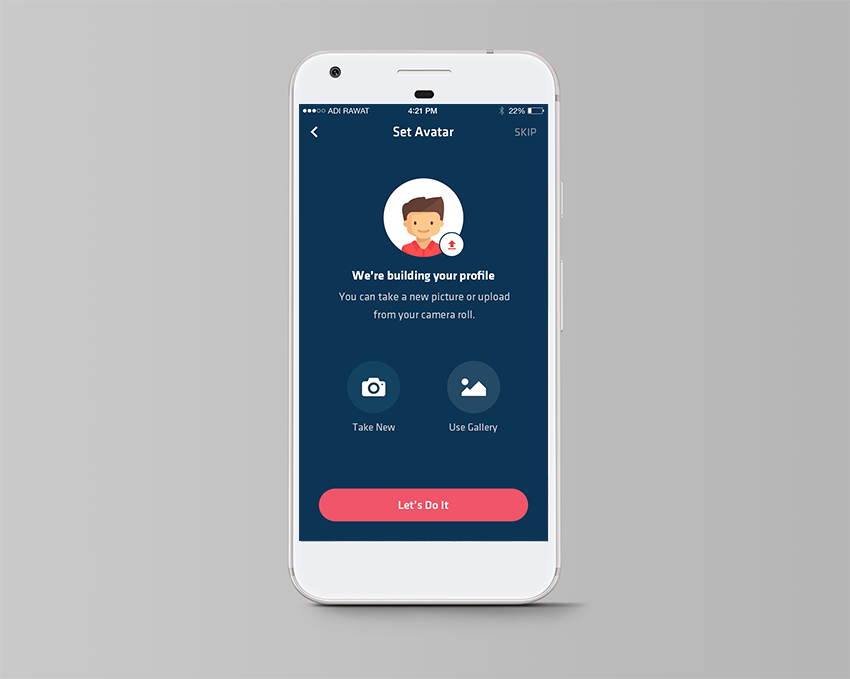 ADI RAWAT 4:21 PM 22%
Set Avatar SKIP
We're building your profile
You can take a new picture or upload
from your camera roll.
Take New Use Gallery
Let's Do It